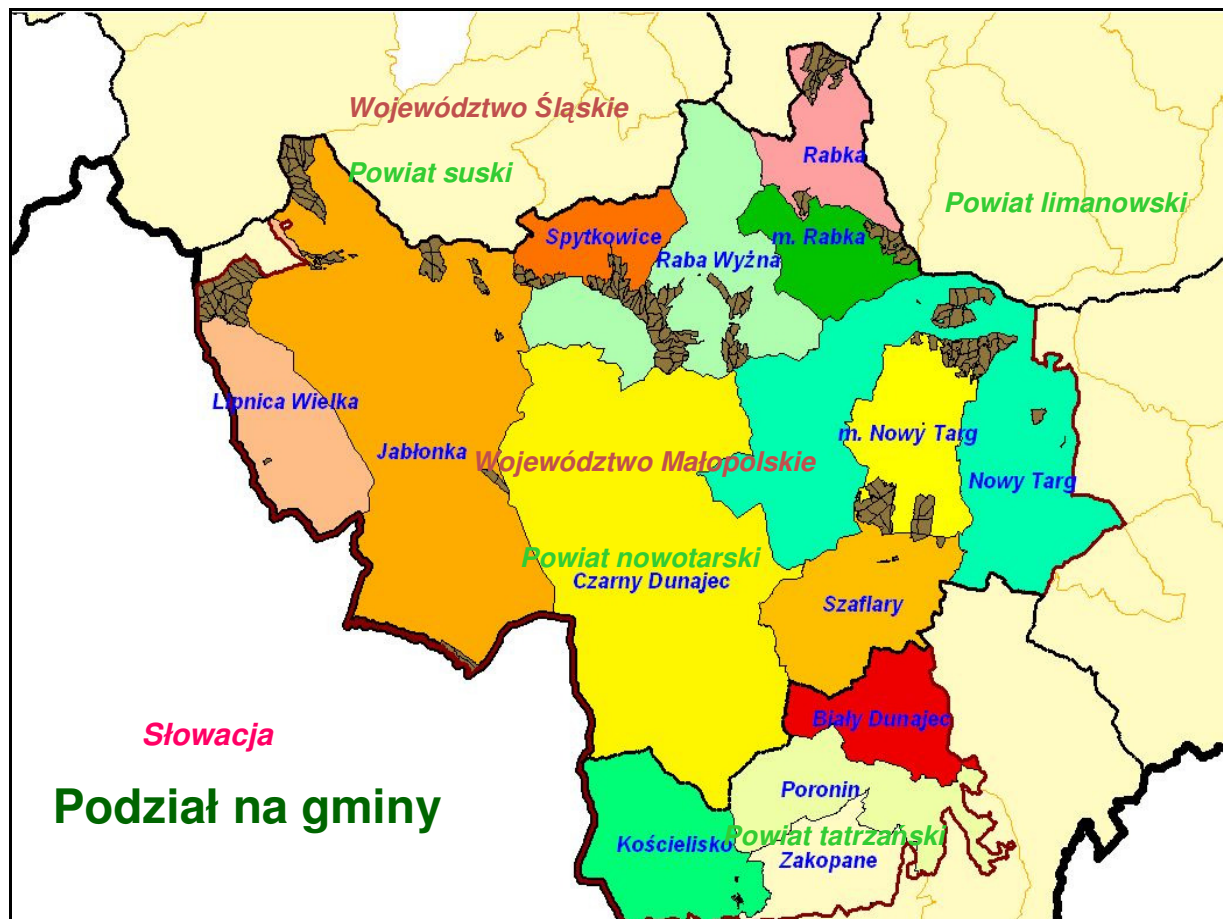 Województwo Śląskie
Rabka
Powiat suski
Powiat limanowski
Spytkowice
m. Rabka
Raba Wyżna
Lipnica Wielka
m. Nowy Targ
Jabłonka
Województwo Małopolskie
Nowy Targ
Powiat nowotarski
Czarny Dunajec
Szaflary
Słowacja
Biały Dunajec
Podział na gminy
Poronin
Powiat tatrzański
Kościelisko
Zakopane